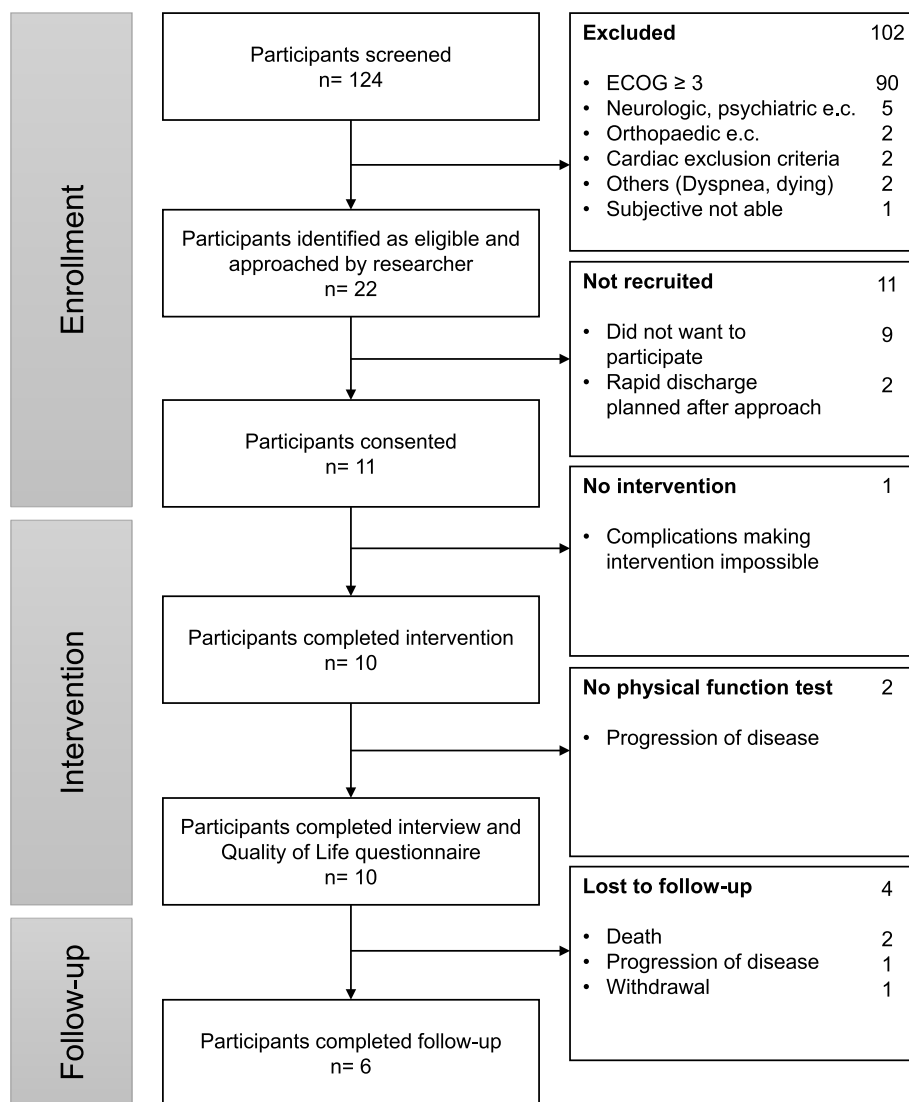 Enrollment
Participants screened
n= 124
Excluded 102
• ECOG ≥ 3 90
• Neurologic, psychiatric e.c. 5
• Orthopaedic e.c. 2
• Cardiac exclusion criteria 2
• Others (Dyspnea, dying) 2
• Subjective not able 1
Participants identified as eligible and
approached by researcher
n= 22
Not recruited 11
• Did not want to 9
participate
• Rapid discharge 2
planned after approach
Participants consented
n= 11
No intervention 1
• Complications making
intervention impossible
Intervention
Participants completed intervention
n= 10
No physical function test 2
• Progression of disease
Participants completed interview and
Quality of Life questionnaire
n= 10
Lost to follow-up 4
• Death 2
• Progression of disease 1
• Withdrawal 1
Follow-up
Participants completed follow-up
n= 6